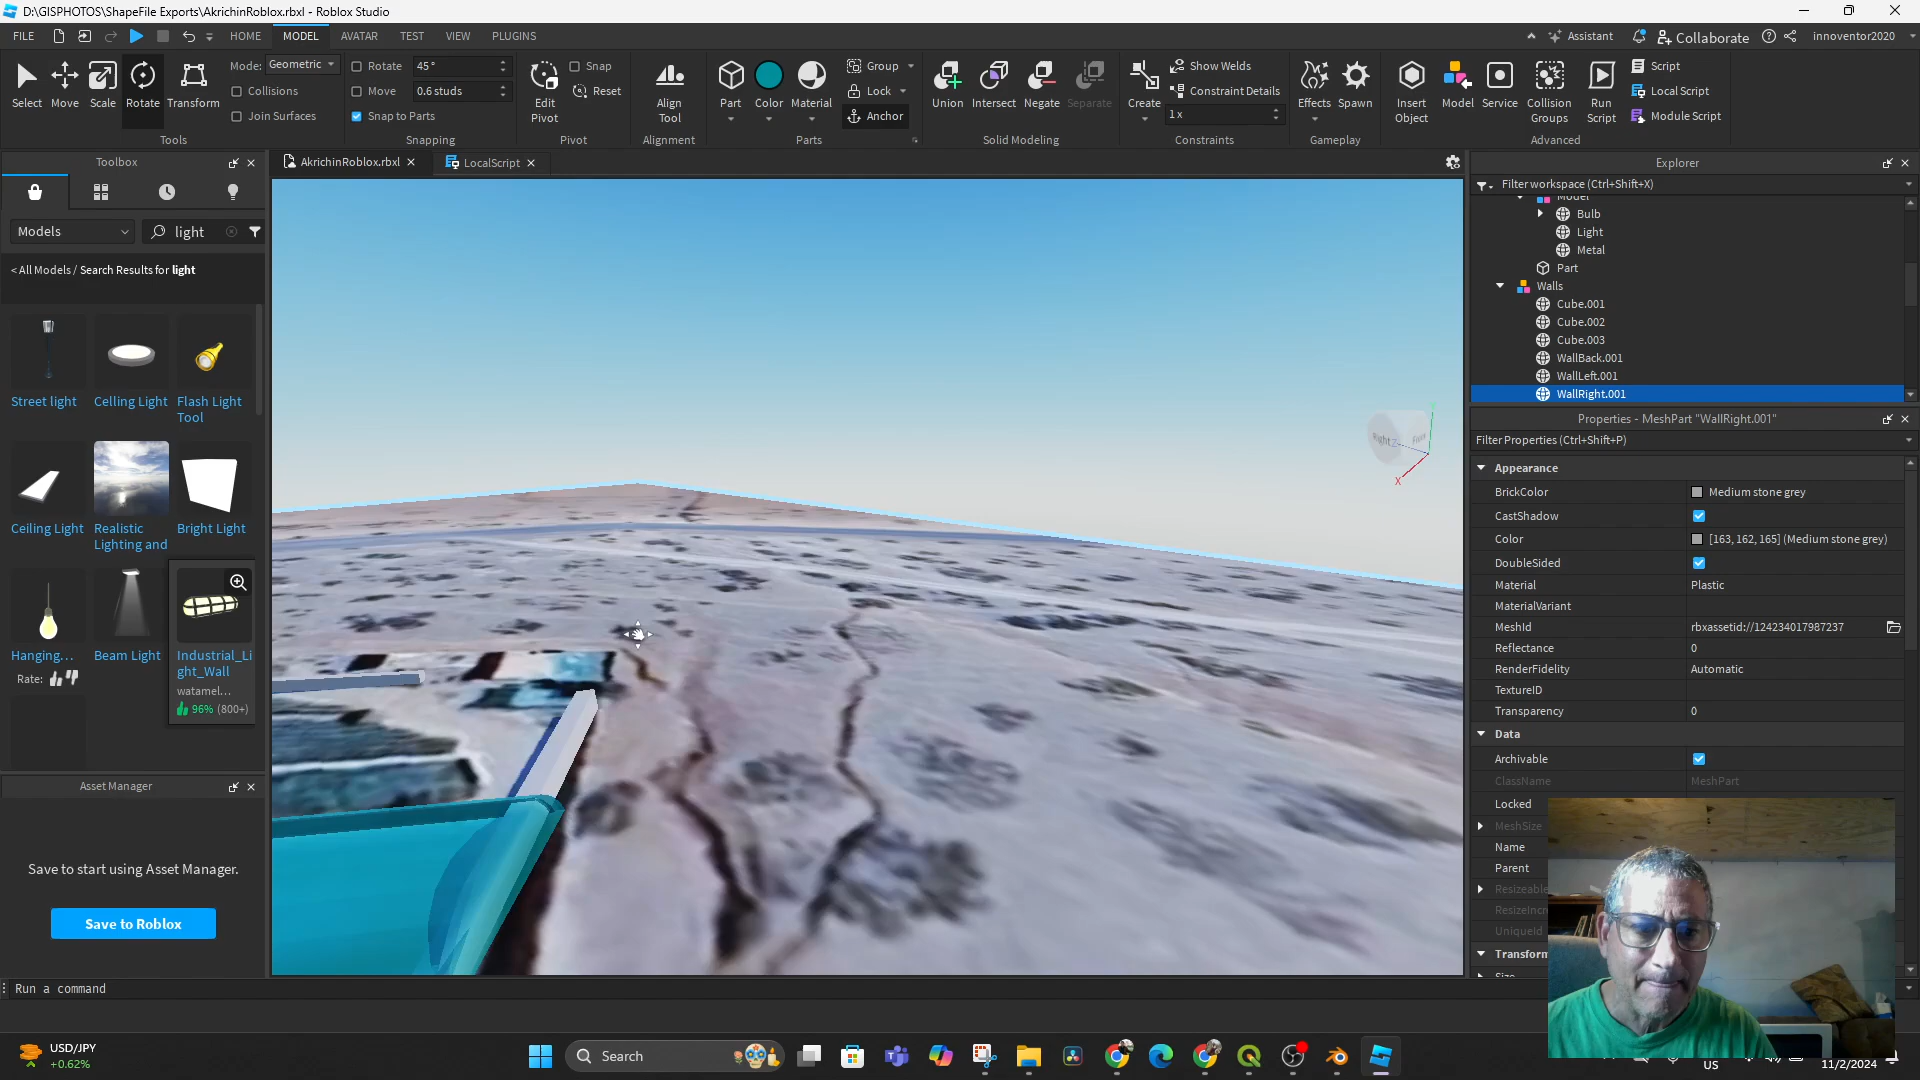 D:\GISPHOTOS\ShapeFile Exports\AkrichinRoblox.rbxl - Roblox Studio
FILE HOME MODEL AVATAR TEST VIEW PLUGINS Assistant Collaborate innoventor2020
Select Move Scale Rotate Transform
Mode: Geometric
Collisions
Join Surfaces
Tools
Rotate 45°
Move 0.6 studs
Snap to Parts
Snapping
Edit Pivot
Snap
Reset
Pivot
Align Tool
Alignment
Part Color Material
Group
Lock
Anchor
Parts
Union Intersect Negate Separate
Solid Modeling
Create
Show Welds
Constraint Details
1 x
Constraints
Effects Spawn
Gameplay
Insert Object
Model
Service
Collision Groups
Run Script
Script
Local Script
Module Script
Advanced
Toolbox
Models light
< All Models / Search Results for light
Street light
Celling Light
Flash Light Tool
Ceiling Light
Realistic Lighting and
Bright Light
Hanging...
Rate:
Beam Light
Industrial_Light_Wall
watamel...
96% (800+)
Asset Manager
Save to start using Asset Manager.
Save to Roblox
AkrichinRoblox.rbxl
LocalScript
Right
X
Explorer
Filter workspace (Ctrl+Shift+X)
Model
Bulb
Light
Metal
Part
Walls
Cube.001
Cube.002
Cube.003
WallBack.001
WallLeft.001
WallRight.001
Properties - MeshPart "WallRight.001"
Filter Properties (Ctrl+Shift+P)
Appearance
BrickColor Medium stone grey
CastShadow
Color [163, 162, 165] (Medium stone grey)
DoubleSided
Material Plastic
MaterialVariant
MeshId rbxassetid://124234017987237
Reflectance 0
RenderFidelity Automatic
TextureID
Transparency 0
Data
Archivable
ClassName MeshPart
Locked
MeshSize
Name
Parent
Resizeable
ResizeIncr
UniqueId
Transform
Size
Run a command
USD/JPY
+0.62%
Search
US
11/2/2024